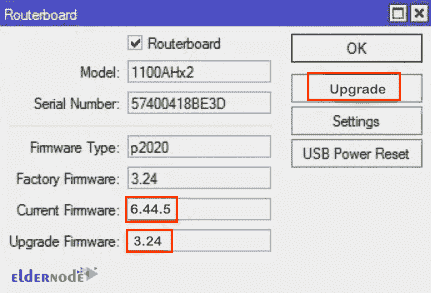 Routerboard
Routerboard
OK
Model: 1100AHx2
Upgrade
Serial Number: 57400418BE3D
Settings
Firmware Type: p2020
USB Power Reset
Factory Firmware: 3.24
Current Firmware: 6.44.5
Upgrade Firmware: 3.24
elderNode